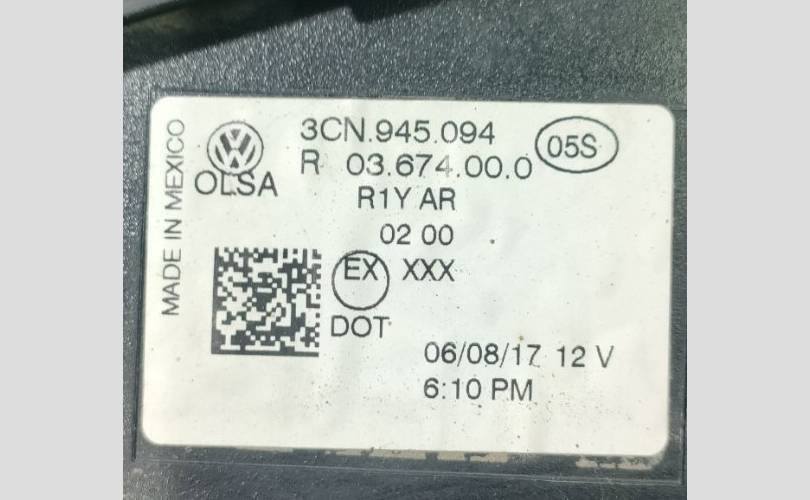 MADE IN MEXICO
OLSA
3CN.945.094
05S
R 03.674.00.0
R1Y AR
02 00
EX XXX
DOT
06/08/17 12 V
6:10 PM